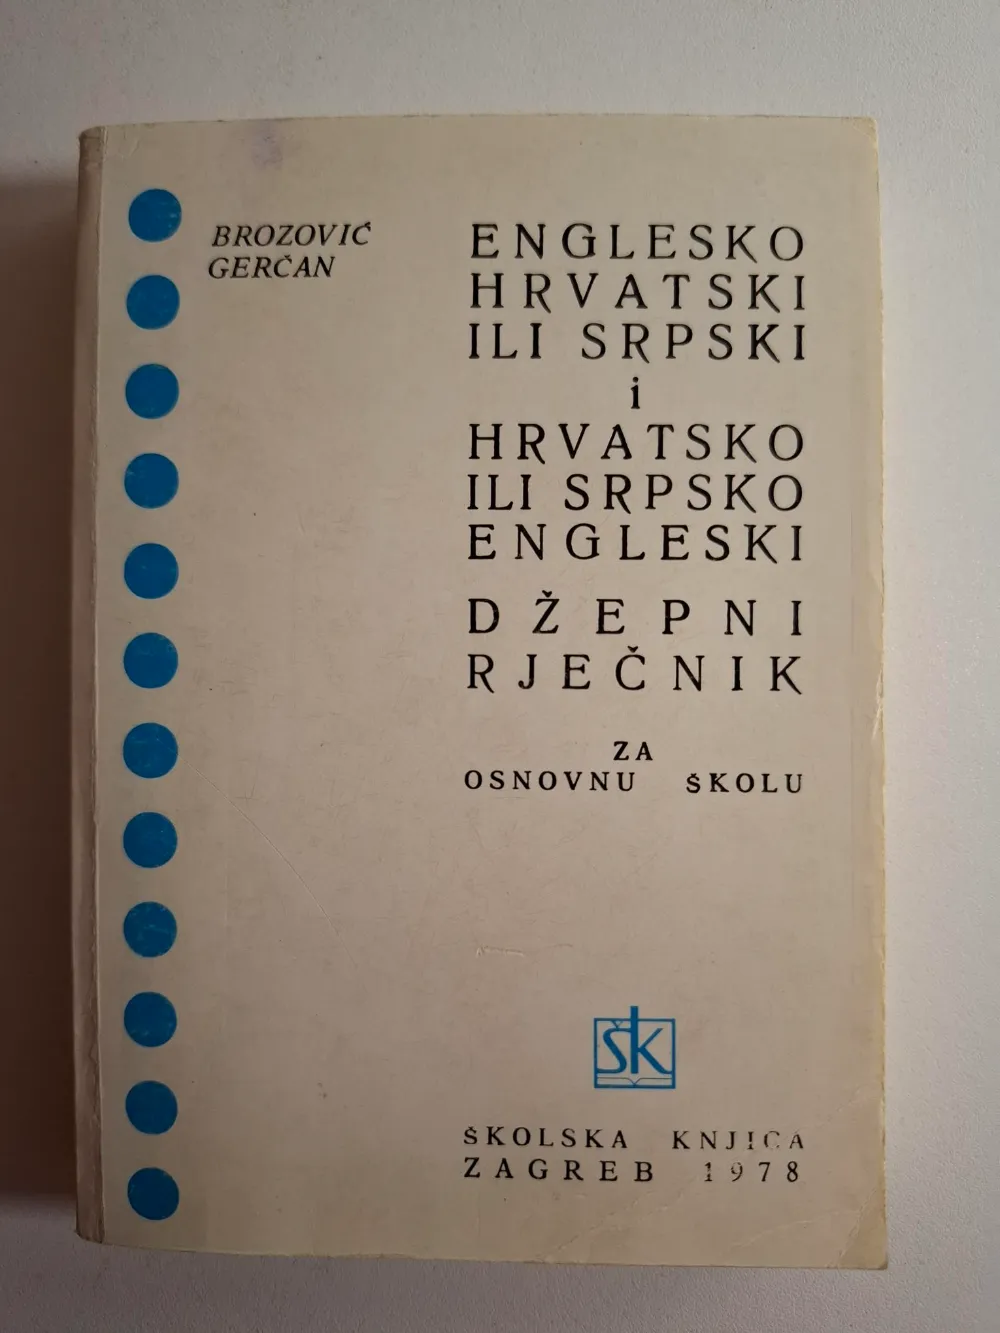 BROZOVIĆ
GERČAN
ENGLESKO
HRVATSKI
ILI SRPSKI
i
HRVATSKO
ILI SRPSKO
ENGLESKI
DŽEPNI
RJEČNIK
ZA
OSNOVNU ŠKOLU
ŠK
ŠKOLSKA KNJIGA
ZAGREB 1978